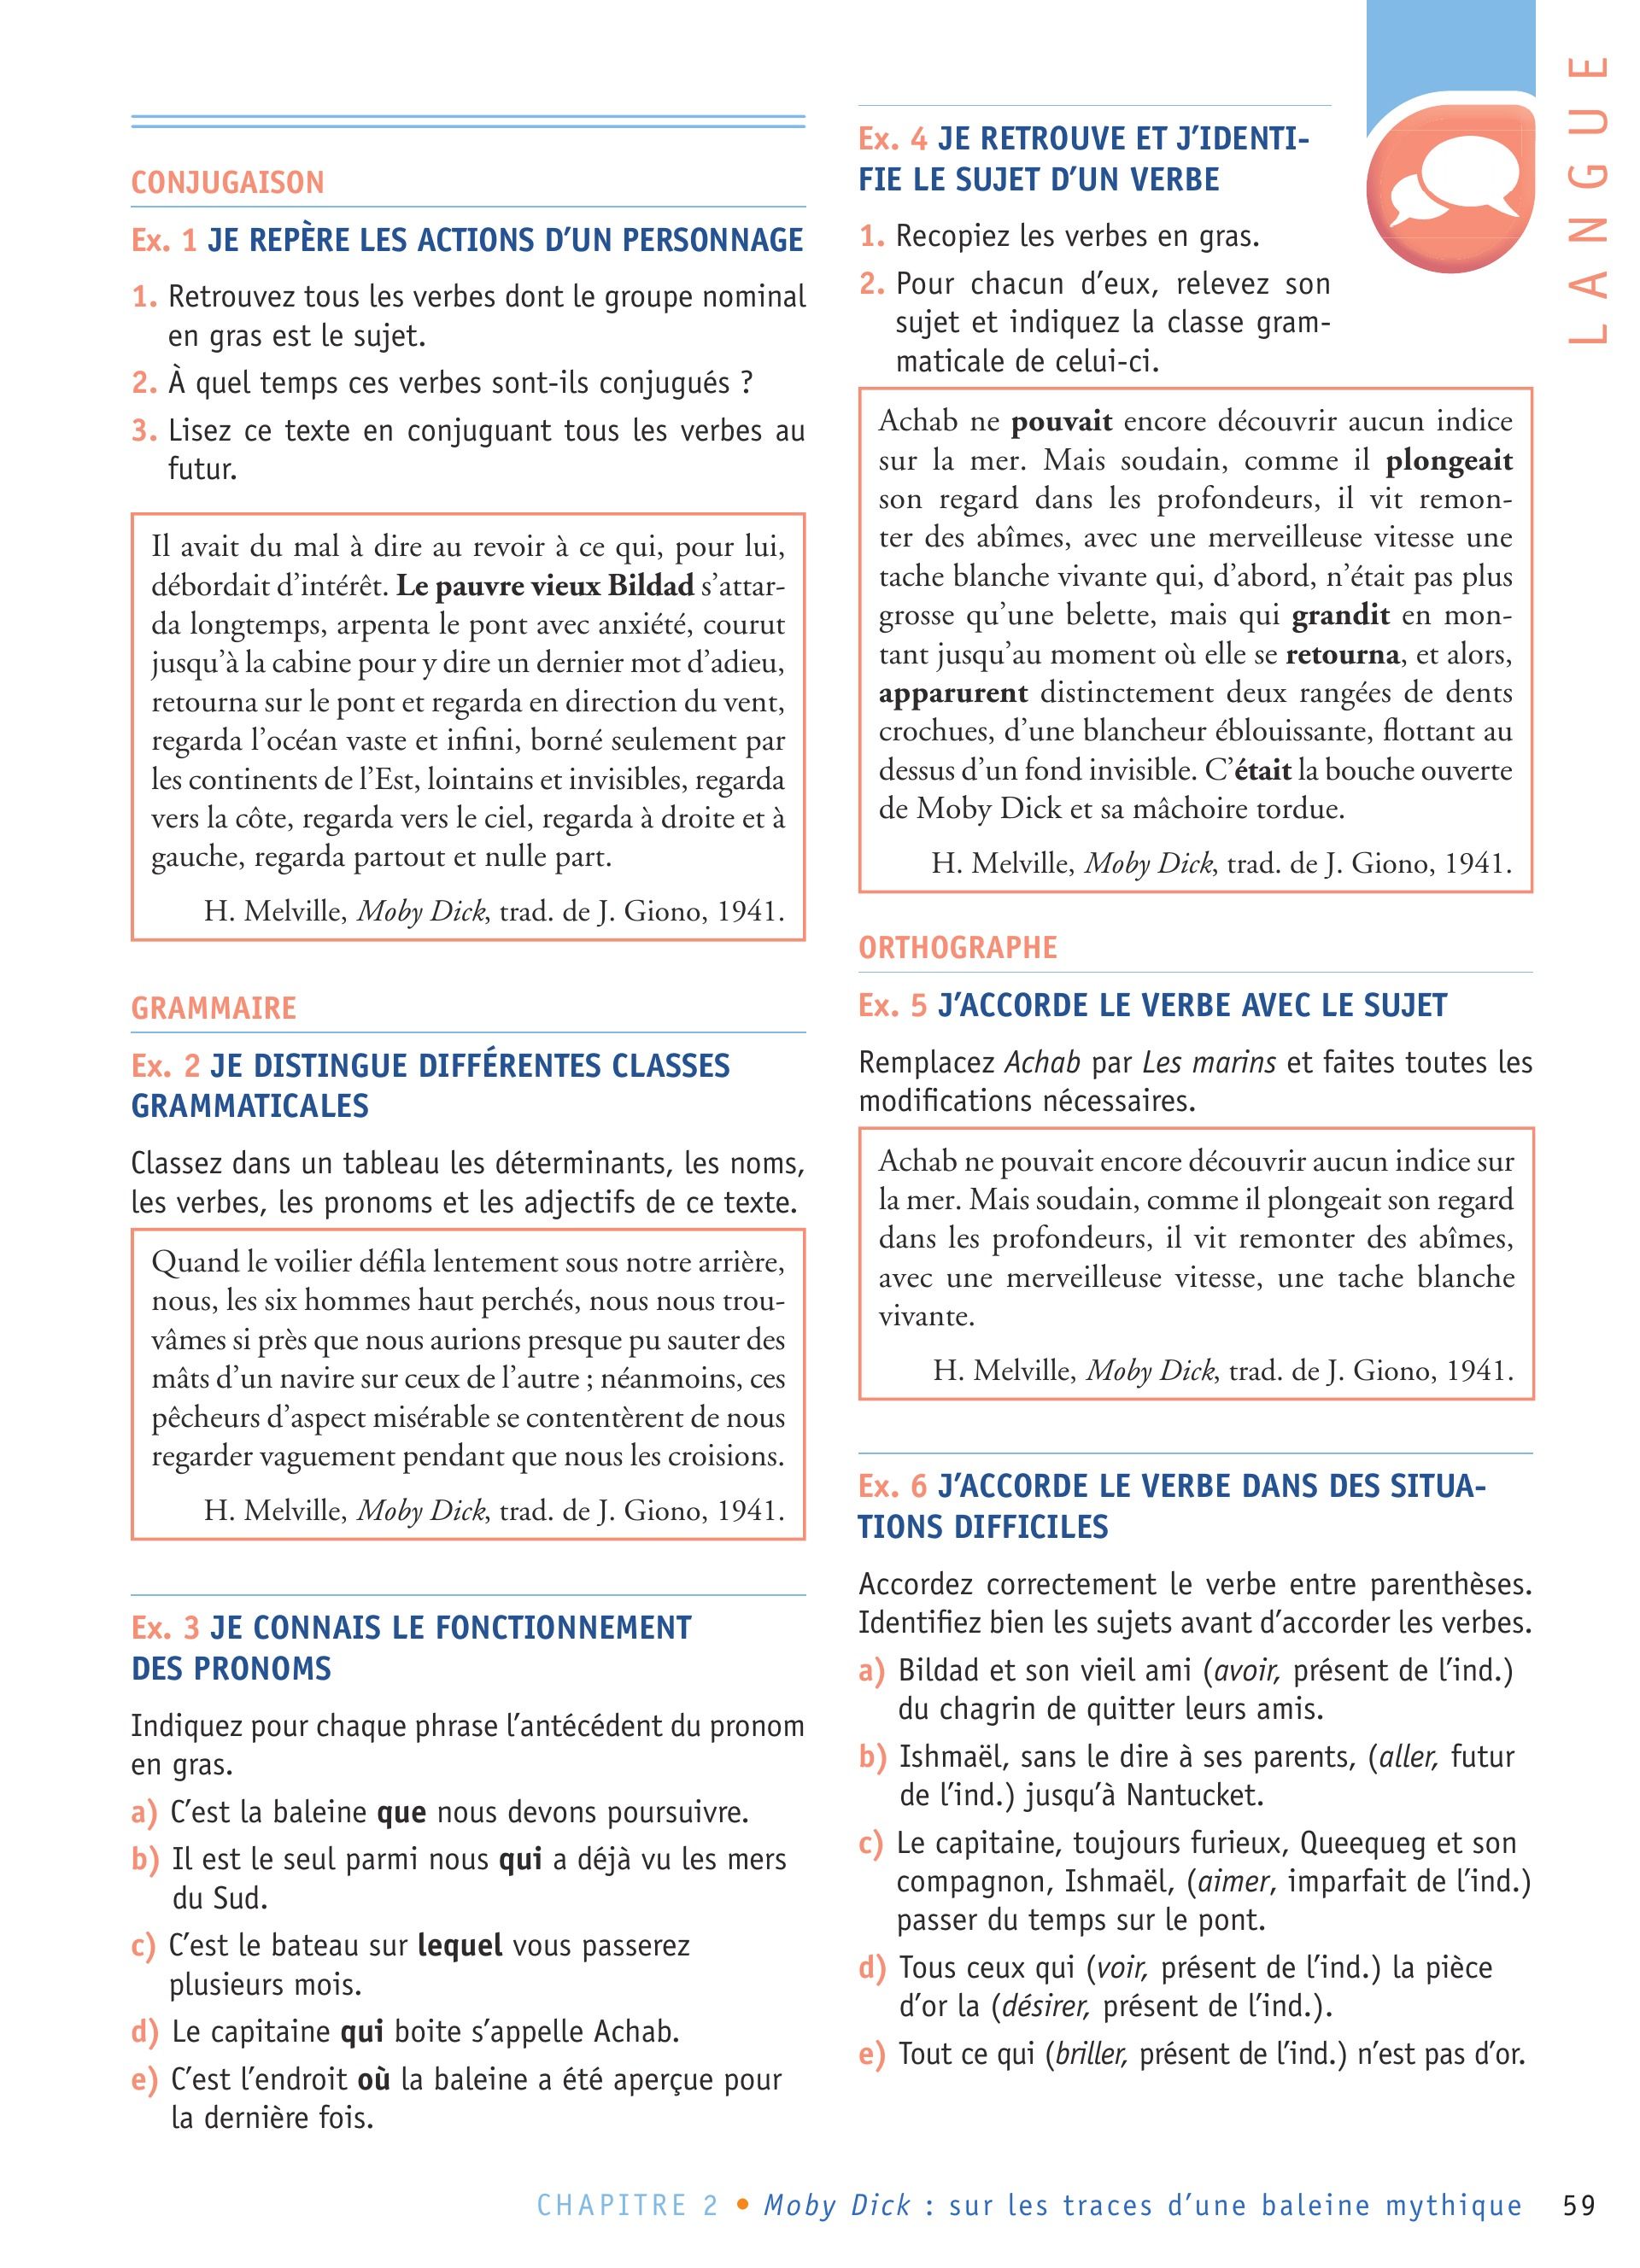 LANGUE
CONJUGAISON
Ex. 1 JE REPÈRE LES ACTIONS D’UN PERSONNAGE
1. Retrouvez tous les verbes dont le groupe nominal
en gras est le sujet.
2. À quel temps ces verbes sont-ils conjugués ?
3. Lisez ce texte en conjuguant tous les verbes au
futur.
Il avait du mal à dire au revoir à ce qui, pour lui,
débordait d’intérêt. Le pauvre vieux Bildad s’attar-
da longtemps, arpenta le pont avec anxiété, courut
jusqu’à la cabine pour y dire un dernier mot d’adieu,
retourna sur le pont et regarda en direction du vent,
regarda l’océan vaste et infini, borné seulement par
les continents de l’Est, lointains et invisibles, regarda
vers la côte, regarda vers le ciel, regarda à droite et à
gauche, regarda partout et nulle part.
H. Melville, Moby Dick, trad. de J. Giono, 1941.
GRAMMAIRE
Ex. 2 JE DISTINGUE DIFFÉRENTES CLASSES
GRAMMATICALES
Classez dans un tableau les déterminants, les noms,
les verbes, les pronoms et les adjectifs de ce texte.
Quand le voilier défila lentement sous notre arrière,
nous, les six hommes haut perchés, nous nous trou-
vâmes si près que nous aurions presque pu sauter des
mâts d’un navire sur ceux de l’autre ; néanmoins, ces
pêcheurs d’aspect misérable se contentèrent de nous
regarder vaguement pendant que nous les croisions.
H. Melville, Moby Dick, trad. de J. Giono, 1941.
Ex. 3 JE CONNAIS LE FONCTIONNEMENT
DES PRONOMS
Indiquez pour chaque phrase l’antécédent du pronom
en gras.
a) C’est la baleine que nous devons poursuivre.
b) Il est le seul parmi nous qui a déjà vu les mers
du Sud.
c) C’est le bateau sur lequel vous passerez
plusieurs mois.
d) Le capitaine qui boite s’appelle Achab.
e) C’est l’endroit où la baleine a été aperçue pour
la dernière fois.
Ex. 4 JE RETROUVE ET J’IDENTI-
FIE LE SUJET D’UN VERBE
1. Recopiez les verbes en gras.
2. Pour chacun d’eux, relevez son
sujet et indiquez la classe gram-
maticale de celui-ci.
Achab ne pouvait encore découvrir aucun indice
sur la mer. Mais soudain, comme il plongeait
son regard dans les profondeurs, il vit remon-
ter des abîmes, avec une merveilleuse vitesse une
tache blanche vivante qui, d’abord, n’était pas plus
grosse qu’une belette, mais qui grandit en mon-
tant jusqu’au moment où elle se retourna, et alors,
apparurent distinctement deux rangées de dents
crochues, d’une blancheur éblouissante, flottant au
dessus d’un fond invisible. C’était la bouche ouverte
de Moby Dick et sa mâchoire tordue.
H. Melville, Moby Dick, trad. de J. Giono, 1941.
ORTHOGRAPHE
Ex. 5 J’ACCORDE LE VERBE AVEC LE SUJET
Remplacez Achab par Les marins et faites toutes les
modifications nécessaires.
Achab ne pouvait encore découvrir aucun indice sur
la mer. Mais soudain, comme il plongeait son regard
dans les profondeurs, il vit remonter des abîmes,
avec une merveilleuse vitesse, une tache blanche
vivante.
H. Melville, Moby Dick, trad. de J. Giono, 1941.
Ex. 6 J’ACCORDE LE VERBE DANS DES SITUA-
TIONS DIFFICILES
Accordez correctement le verbe entre parenthèses.
Identifiez bien les sujets avant d’accorder les verbes.
a) Bildad et son vieil ami (avoir, présent de l’ind.)
du chagrin de quitter leurs amis.
b) Ishmaël, sans le dire à ses parents, (aller, futur
de l’ind.) jusqu’à Nantucket.
c) Le capitaine, toujours furieux, Queequeg et son
compagnon, Ishmaël, (aimer, imparfait de l’ind.)
passer du temps sur le pont.
d) Tous ceux qui (voir, présent de l’ind.) la pièce
d’or la (désirer, présent de l’ind.).
e) Tout ce qui (briller, présent de l’ind.) n’est pas d’or.
CHAPITRE 2 • Moby Dick : sur les traces d’une baleine mythique 59